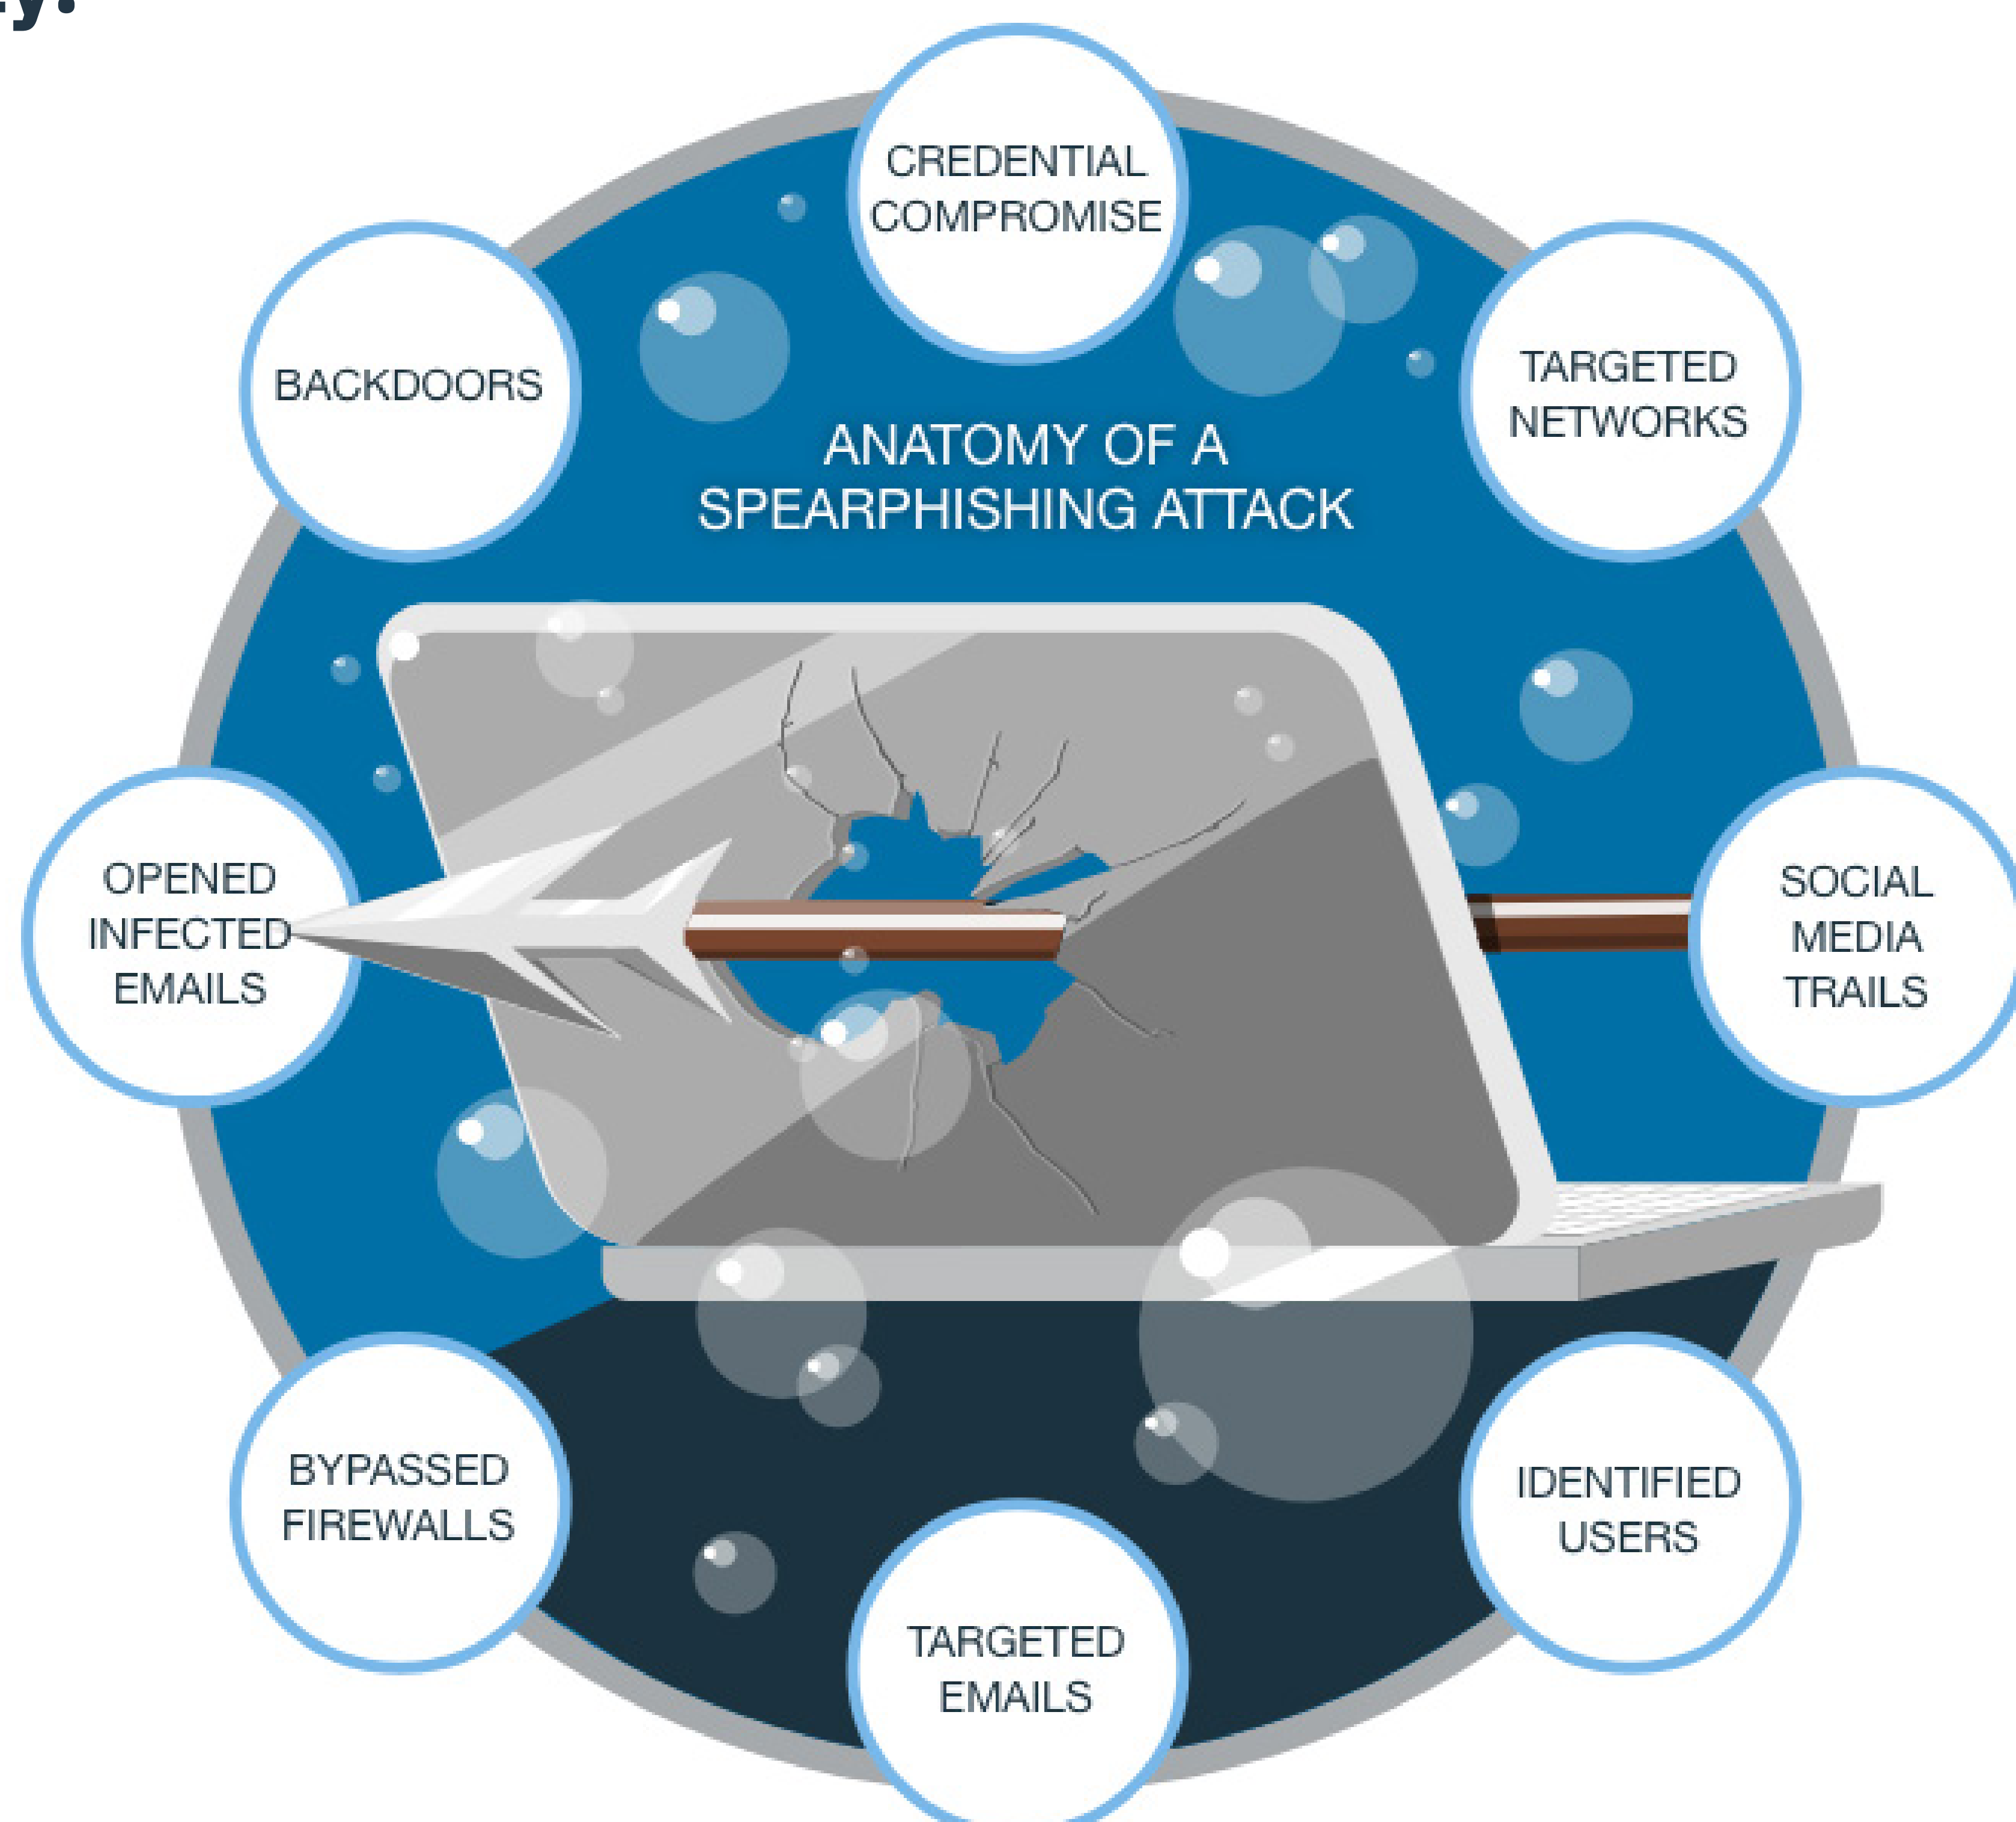 CREDENTIAL
COMPROMISE
BACKDOORS
TARGETED
NETWORKS
ANATOMY OF A
SPEARPHISHING ATTACK
OPENED
INFECTED
EMAILS
SOCIAL
MEDIA
TRAILS
BYPASSED
FIREWALLS
IDENTIFIED
USERS
TARGETED
EMAILS